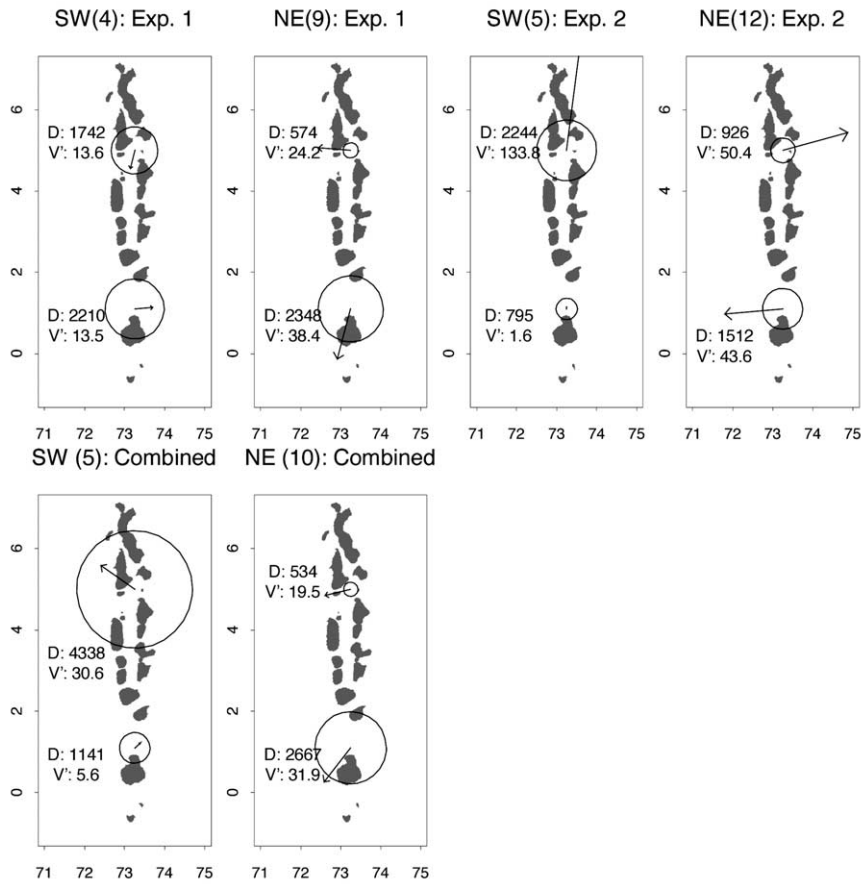 SW(4): Exp. 1
NE(9): Exp. 1
SW(5): Exp. 2
NE(12): Exp. 2
6
4
2
0
D: 1742
V': 13.6
D: 2210
V': 13.5
71 72 73 74 75
6
4
2
0
D: 574
V': 24.2
D: 2348
V': 38.4
71 72 73 74 75
6
4
2
0
D: 2244
V': 133.8
D: 795
V': 1.6
71 72 73 74 75
6
4
2
0
D: 926
V': 50.4
D: 1512
V': 43.6
71 72 73 74 75
SW (5): Combined
NE (10): Combined
6
4
2
0
D: 4338
V': 30.6
D: 1141
V': 5.6
71 72 73 74 75
6
4
2
0
D: 534
V': 19.5
D: 2667
V': 31.9
71 72 73 74 75